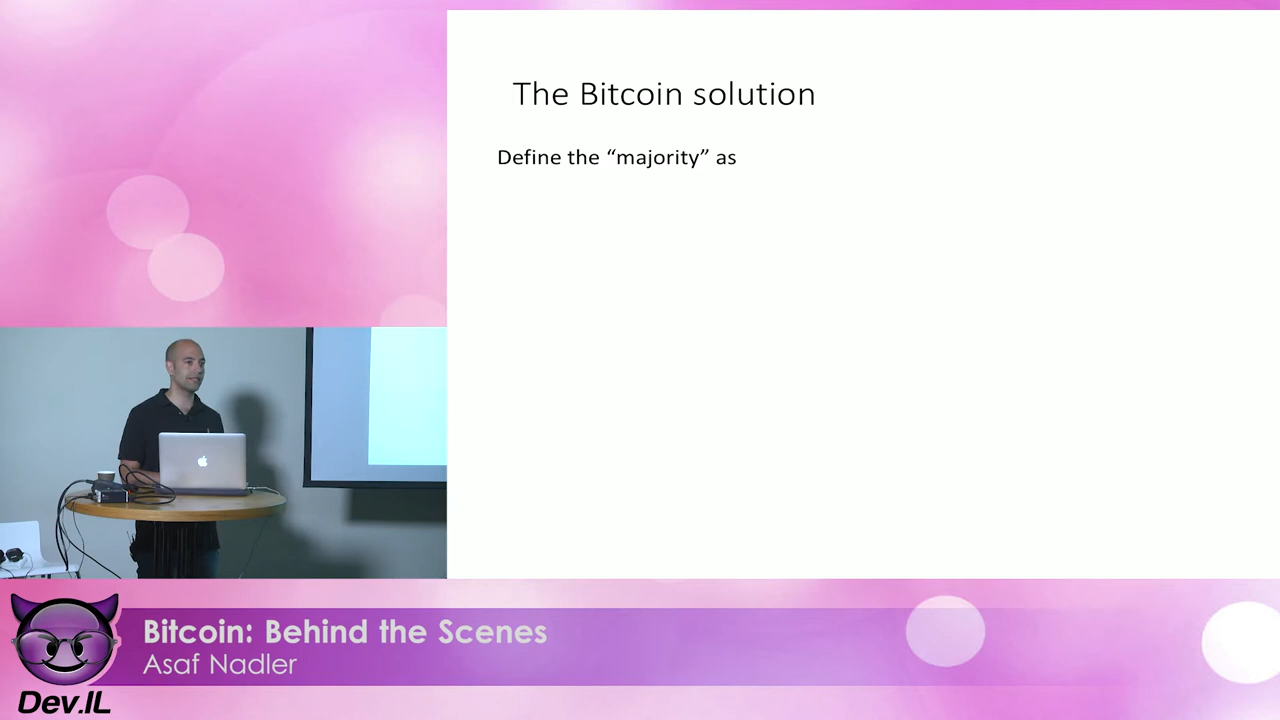 The Bitcoin solution
Define the “majority” as
Bitcoin: Behind the Scenes
Asaf Nadler
Dev.IL